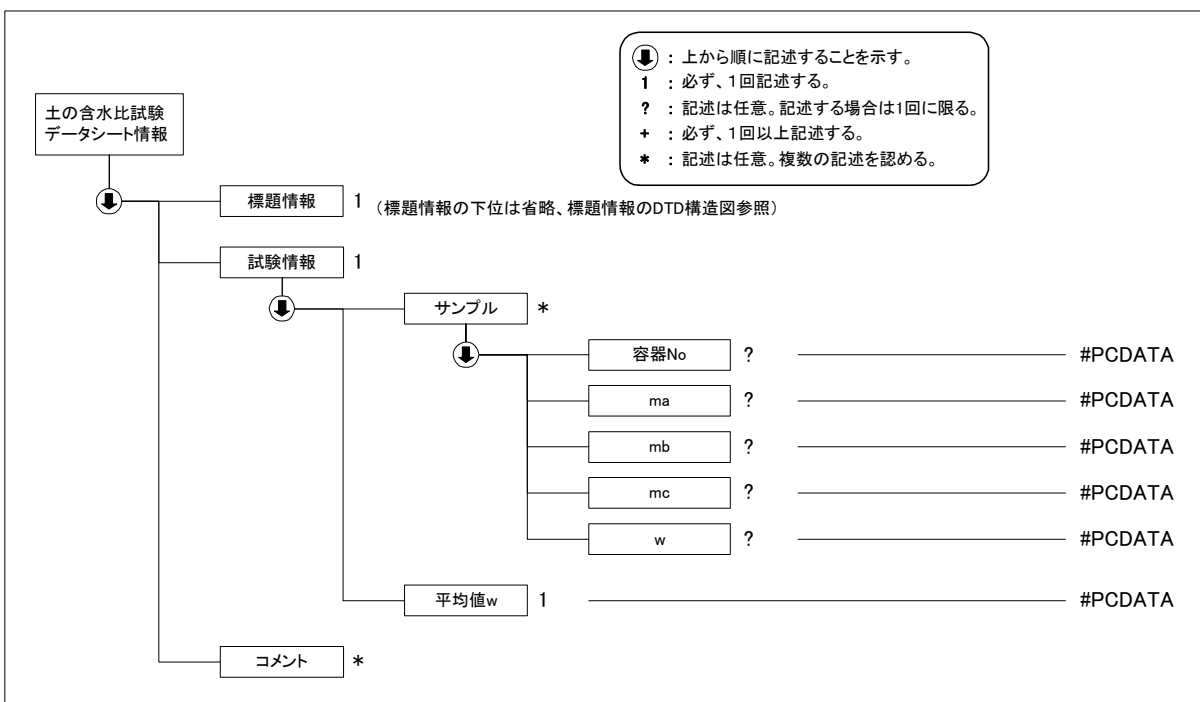 ：上から順に記述することを示す。
1 ：必ず、1回記述する。
? ：記述は任意。記述する場合は1回に限る。
+ ：必ず、1回以上記述する。
* ：記述は任意。複数の記述を認める。
土の含水比試験
データシート情報
標題情報 1 （標題情報の下位は省略、標題情報のDTD構造図参照）
試験情報 1
サンプル *
容器No ? #PCDATA
ma ? #PCDATA
mb ? #PCDATA
mc ? #PCDATA
w ? #PCDATA
平均値w 1 #PCDATA
コメント *